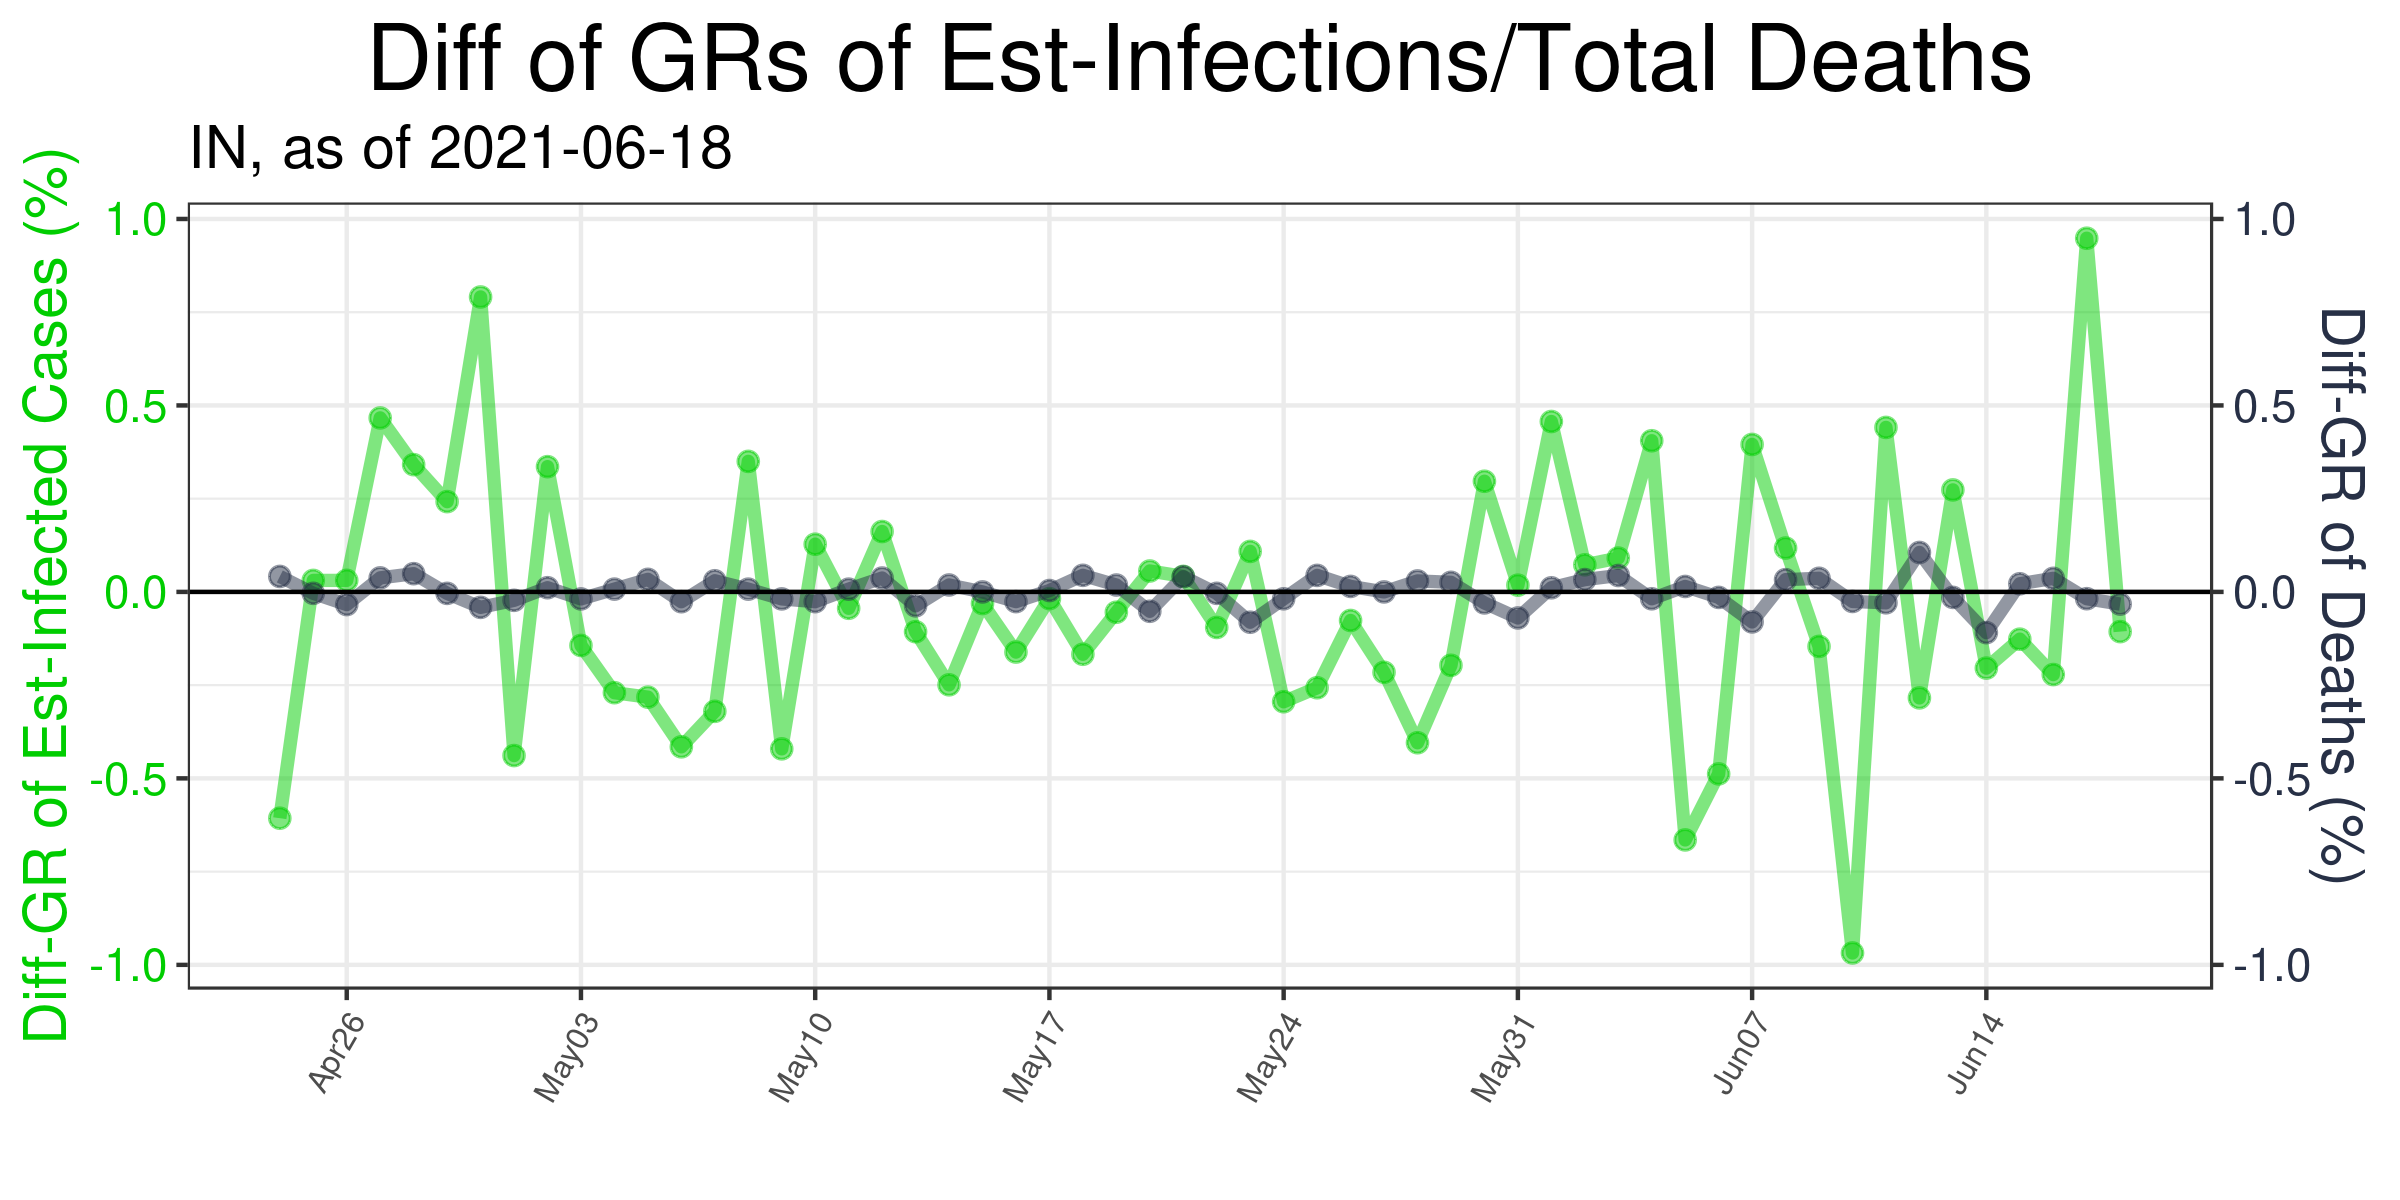 Diff of GRs of Est-Infections/Total Deaths
IN, as of 2021-06-18
Diff-GR of Est-Infected Cases (%)
1.0
0.5
0.0
-0.5
-1.0
1.0
0.5
0.0
-0.5
-1.0
Diff-GR of Deaths (%)
Apr26
May03
May10
May17
May24
May31
Jun07
Jun14